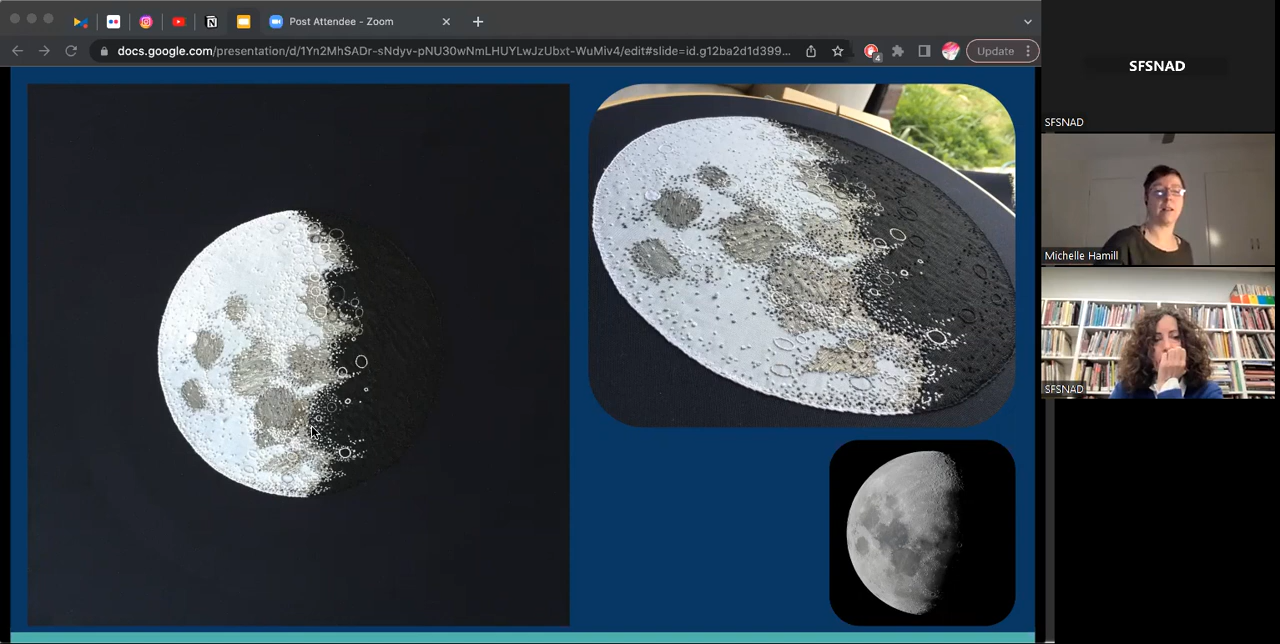 Post Attendee - Zoom
docs.google.com/presentation/d/1Yn2MhSADr-sNdyv-pNU30wNmLHUYLwJzUbxt-WuMiv4/edit#slide=id.g12ba2d1d399...
4
Update
SFSNAD
SFSNAD
Michelle Hamill
SFSNAD